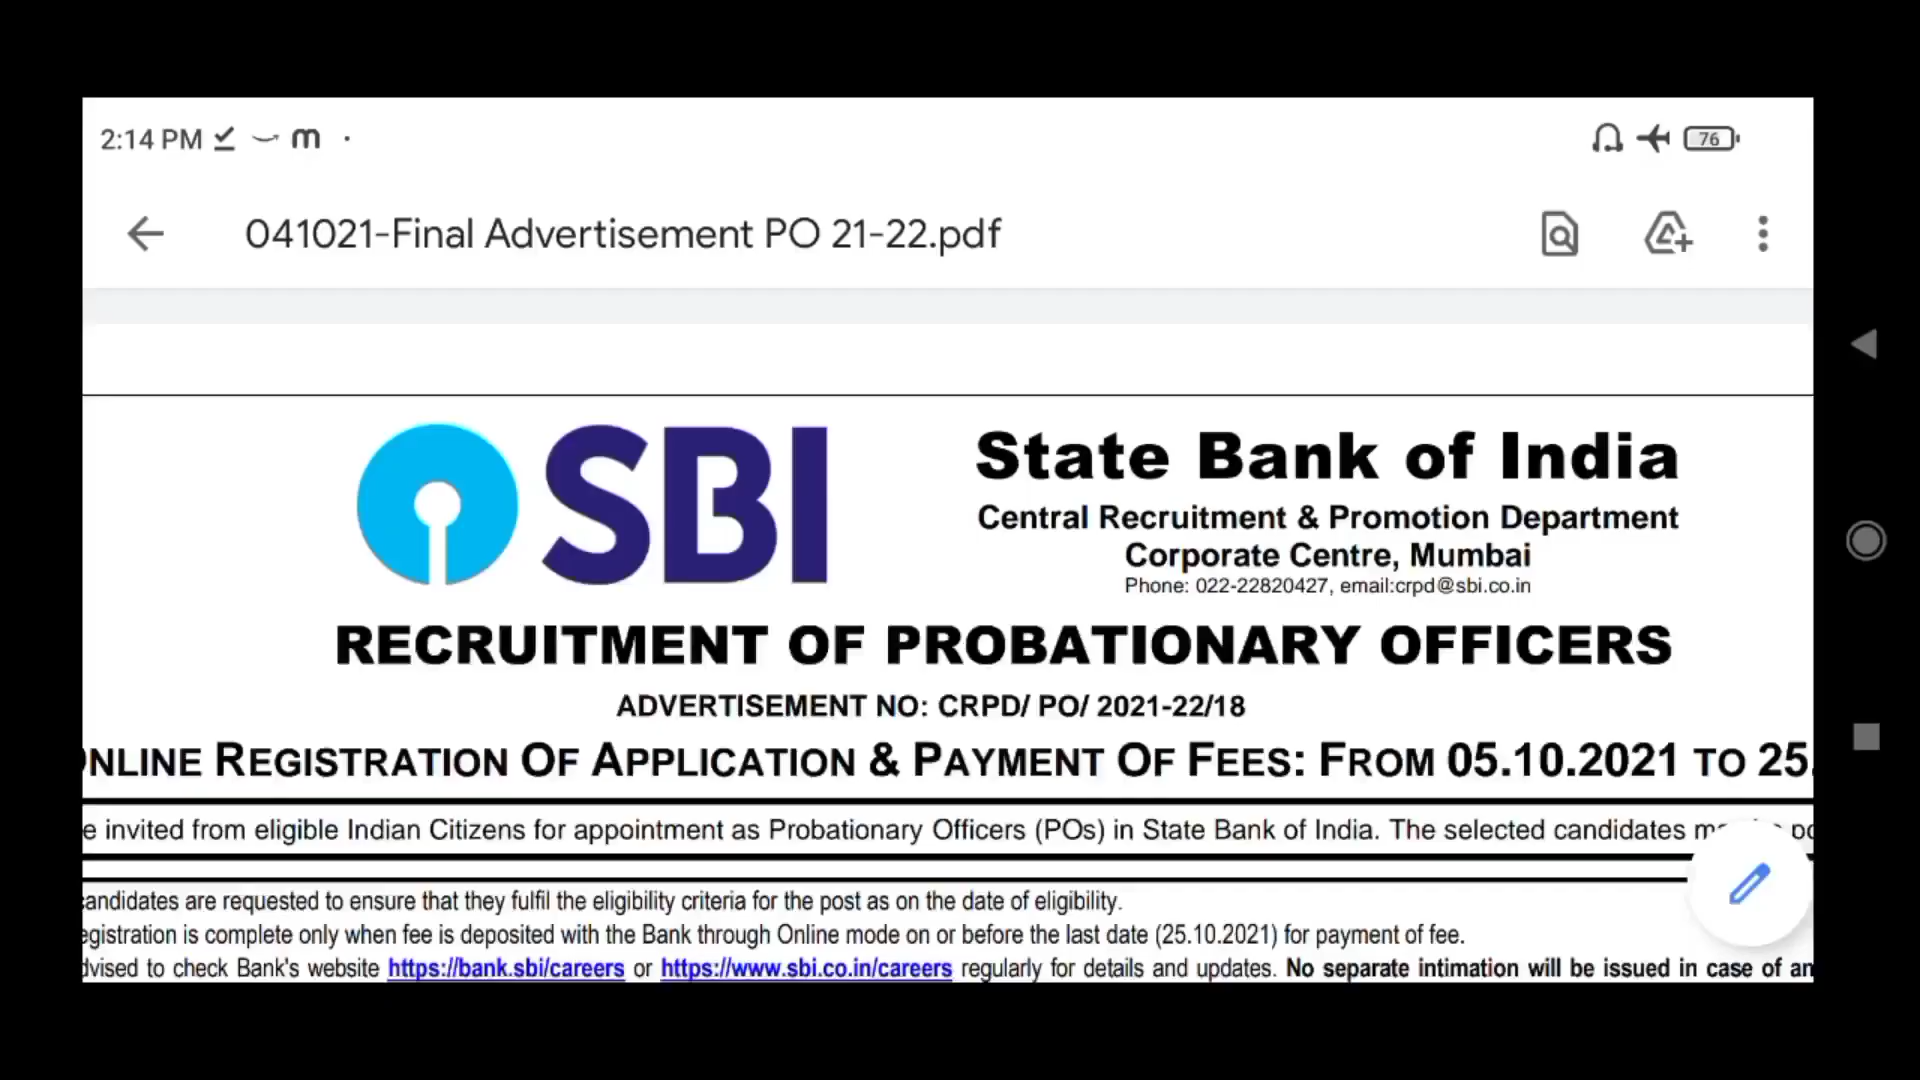 2:14 PM m
76
041021-Final Advertisement PO 21-22.pdf
SBI
State Bank of India
Central Recruitment & Promotion Department
Corporate Centre, Mumbai
Phone: 022-22820427, email:crpd@sbi.co.in
RECRUITMENT OF PROBATIONARY OFFICERS
ADVERTISEMENT NO: CRPD/ PO/ 2021-22/18
NLINE REGISTRATION OF APPLICATION & PAYMENT OF FEES: FROM 05.10.2021 TO 25.
e invited from eligible Indian Citizens for appointment as Probationary Officers (POs) in State Bank of India. The selected candidates
andidates are requested to ensure that they fulfil the eligibility criteria for the post as on the date of eligibility.
egistration is complete only when fee is deposited with the Bank through Online mode on or before the last date (25.10.2021) for payment of fee.
dvised to check Bank's website https://bank.sbi/careers or https://www.sbi.co.in/careers regularly for details and updates. No separate intimation will be issued in case of an